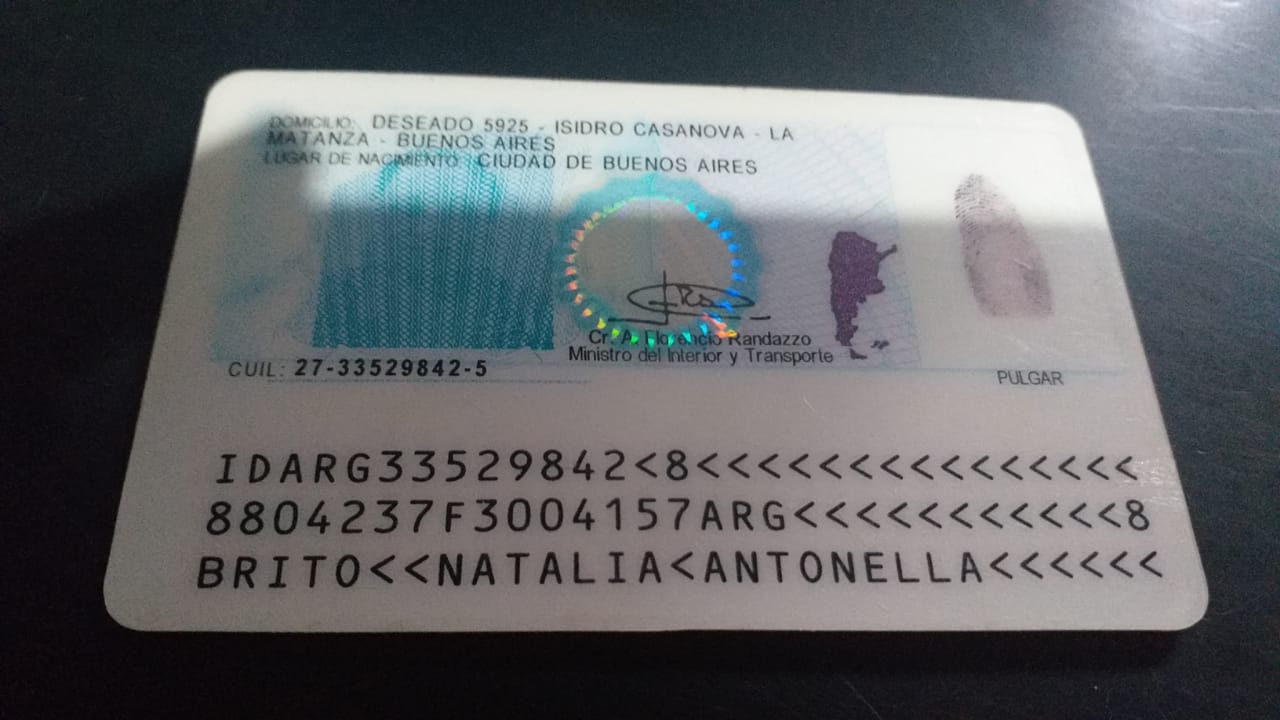 DOMICILIO: DESEADO 5925 - ISIDRO CASANOVA - LA
MATANZA - BUENOS AIRES
LUGAR DE NACIMIENTO: CIUDAD DE BUENOS AIRES
Cr. A. Florencio Randazzo
Ministro del Interior y Transporte
CUIL: 27-33529842-5
PULGAR
IDARG33529842<8<<<<<<<<<<<<<<<
8804237F3004157ARG<<<<<<<<<<<8
BRITO<<NATALIA<ANTONELLA<<<<<<